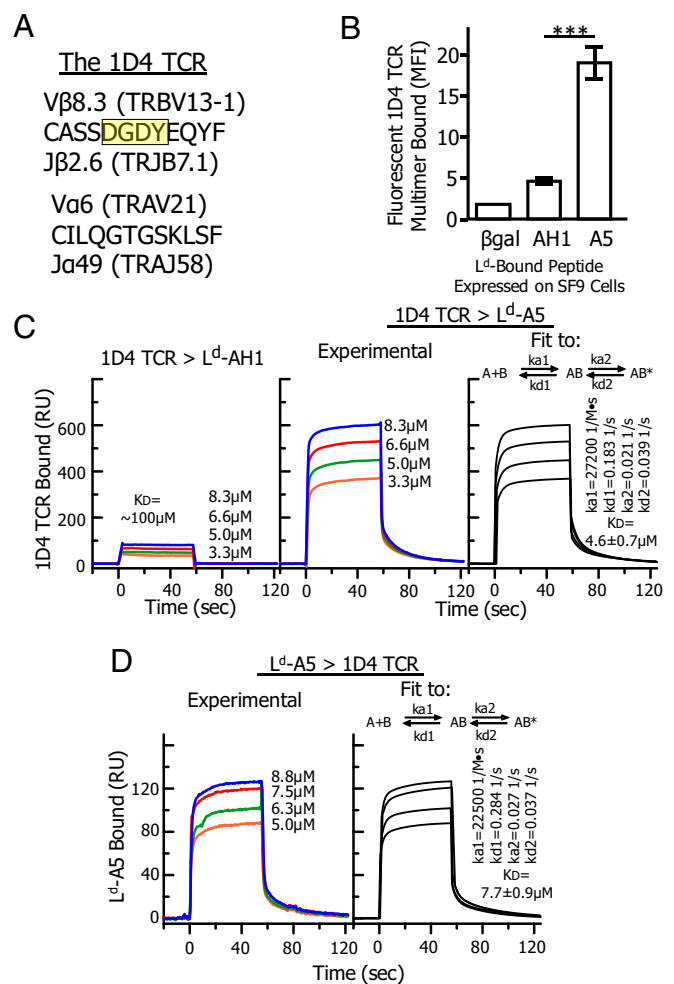 A
The 1D4 TCR
Vβ8.3 (TRBV13-1)
CASSDGDYEQYF
Jβ2.6 (TRJB7.1)
Vα6 (TRAV21)
CILQGTGSKLSF
Jα49 (TRAJ58)
B
***
Fluorescent 1D4 TCR
Multimer Bound (MFI)
20
15
10
5
0
βgal AH1 A5
Lᵈ-Bound Peptide
Expressed on SF9 Cells
C
1D4 TCR > Lᵈ-AH1
1D4 TCR > Lᵈ-A5
Experimental
Fit to:
ka1 ka2
A+B AB AB*
kd1 kd2
1D4 TCR Bound (RU)
600
400
200
0
KD=
~100μM
8.3μM
6.6μM
5.0μM
3.3μM
8.3μM
6.6μM
5.0μM
3.3μM
ka1=27200 1/M•s
kd1=0.183 1/s
ka2=0.021 1/s
kd2=0.039 1/s
KD=
4.6±0.7μM
0 40 80 120
0 40 80 120
0 40 80 120
Time (sec)
Time (sec)
Time (sec)
D
Lᵈ-A5 > 1D4 TCR
Experimental
Fit to:
ka1 ka2
A+B AB AB*
kd1 kd2
Lᵈ-A5 Bound (RU)
120
80
40
0
8.8μM
7.5μM
6.3μM
5.0μM
ka1=22500 1/M•s
kd1=0.284 1/s
ka2=0.027 1/s
kd2=0.037 1/s
KD=
7.7±0.9μM
0 40 80 120
0 40 80 120
Time (sec)
Time (sec)